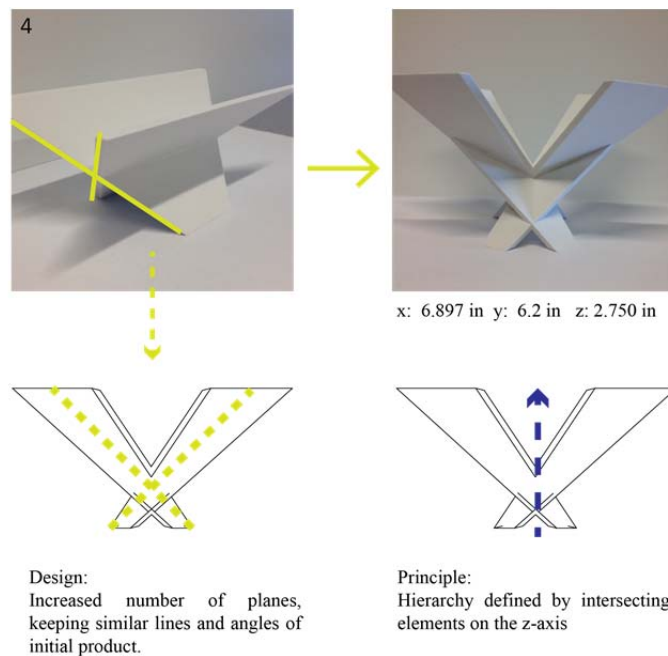 4
x: 6.897 in y: 6.2 in z: 2.750 in
Design:
Increased number of planes,
keeping similar lines and angles of
initial product.
Principle:
Hierarchy defined by intersecting
elements on the z-axis